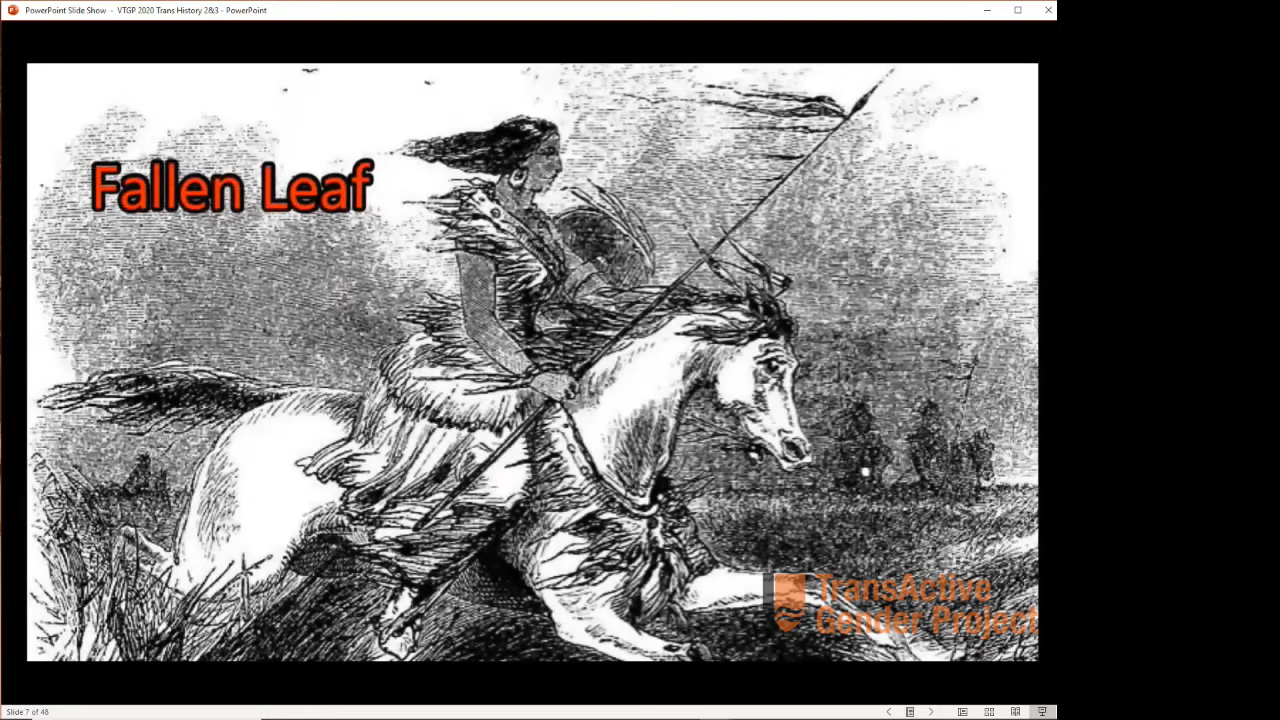 PowerPoint Slide Show - VTGP 2020 Trans History 2&3 - PowerPoint
Fallen Leaf
TransActive
Gender Project
Slide 7 of 48